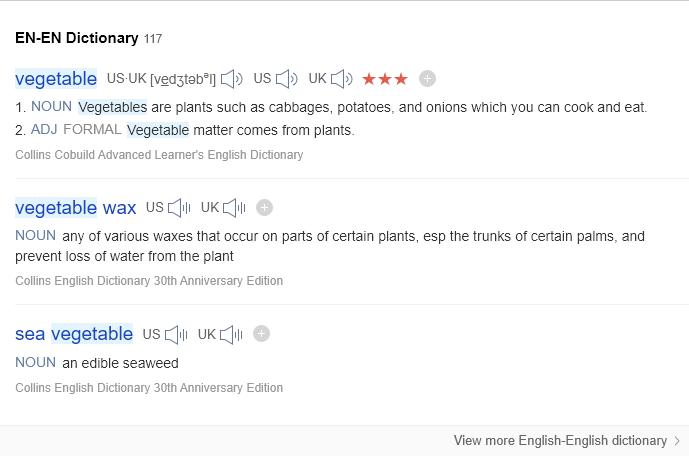 EN-EN Dictionary 117
vegetable US·UK [vedʒtəbᵊl] US UK ★★★
1. NOUN Vegetables are plants such as cabbages, potatoes, and onions which you can cook and eat.
2. ADJ FORMAL Vegetable matter comes from plants.
Collins Cobuild Advanced Learner's English Dictionary
vegetable wax US UK
NOUN any of various waxes that occur on parts of certain plants, esp the trunks of certain palms, and
prevent loss of water from the plant
Collins English Dictionary 30th Anniversary Edition
sea vegetable US UK
NOUN an edible seaweed
Collins English Dictionary 30th Anniversary Edition
View more English-English dictionary